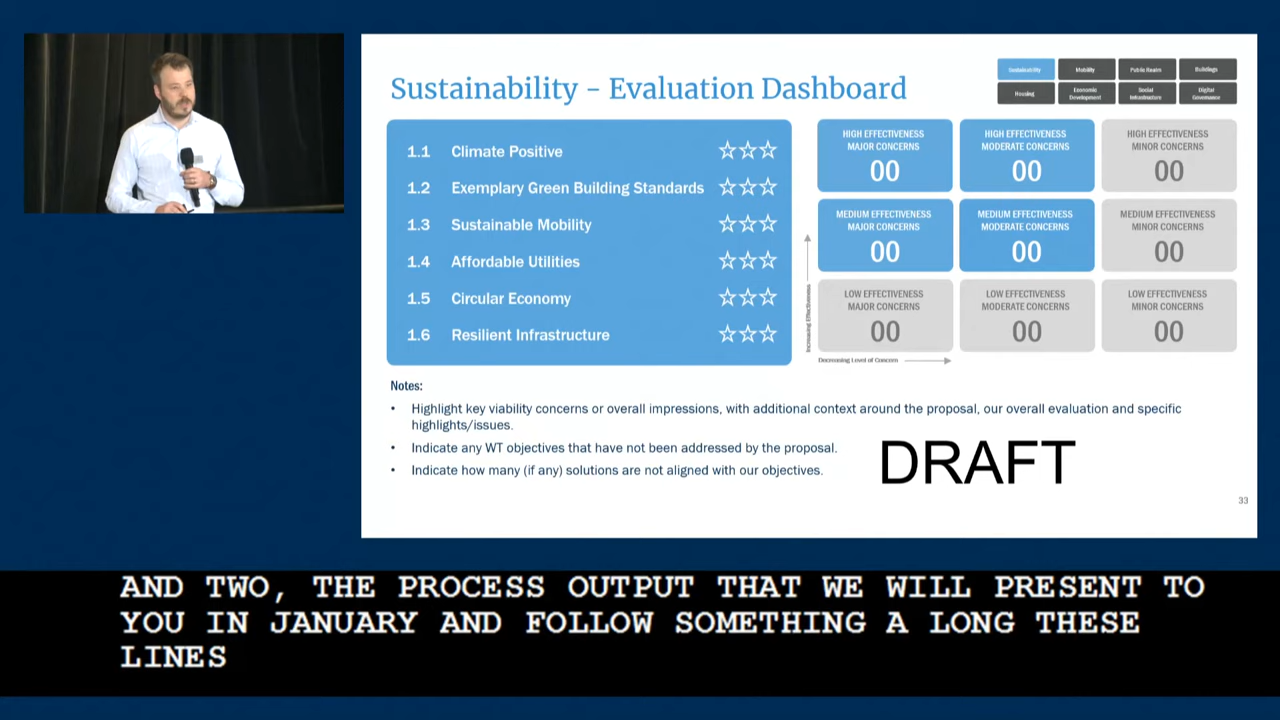 Sustainability – Evaluation Dashboard
Sustainability
Mobility
Public Realm
Buildings
Housing
Economic
Development
Social
Infrastructure
Digital
Governance
1.1 Climate Positive
1.2 Exemplary Green Building Standards
1.3 Sustainable Mobility
1.4 Affordable Utilities
1.5 Circular Economy
1.6 Resilient Infrastructure
HIGH EFFECTIVENESS
MAJOR CONCERNS
00
HIGH EFFECTIVENESS
MODERATE CONCERNS
00
HIGH EFFECTIVENESS
MINOR CONCERNS
00
MEDIUM EFFECTIVENESS
MAJOR CONCERNS
00
MEDIUM EFFECTIVENESS
MODERATE CONCERNS
00
MEDIUM EFFECTIVENESS
MINOR CONCERNS
00
LOW EFFECTIVENESS
MAJOR CONCERNS
00
LOW EFFECTIVENESS
MODERATE CONCERNS
00
LOW EFFECTIVENESS
MINOR CONCERNS
00
Increasing Effectiveness
Decreasing Level of Concern
Notes:
• Highlight key viability concerns or overall impressions, with additional context around the proposal, our overall evaluation and specific
highlights/issues.
• Indicate any WT objectives that have not been addressed by the proposal.
• Indicate how many (if any) solutions are not aligned with our objectives.
DRAFT
33
AND TWO, THE PROCESS OUTPUT THAT WE WILL PRESENT TO
YOU IN JANUARY AND FOLLOW SOMETHING A LONG THESE
LINES